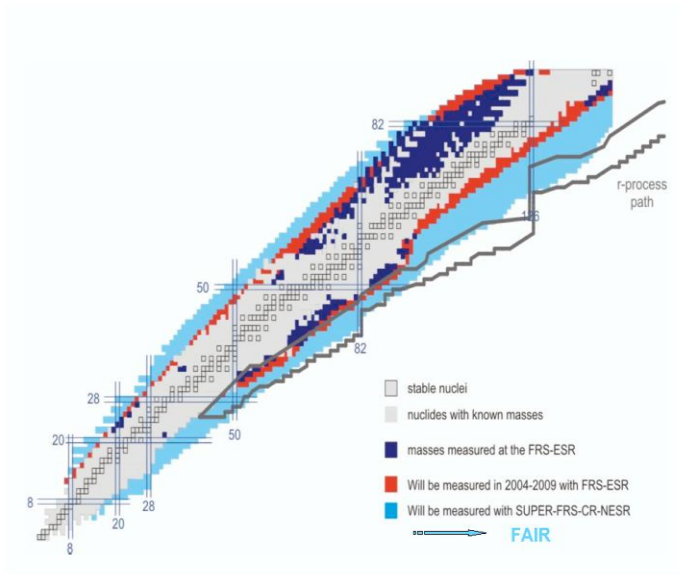 82
r-process
path
126
50
82
28
50
20
8
28
20
8
stable nuclei
nuclides with known masses
masses measured at the FRS-ESR
Will be measured in 2004-2009 with FRS-ESR
Will be measured with SUPER-FRS-CR-NESR
FAIR